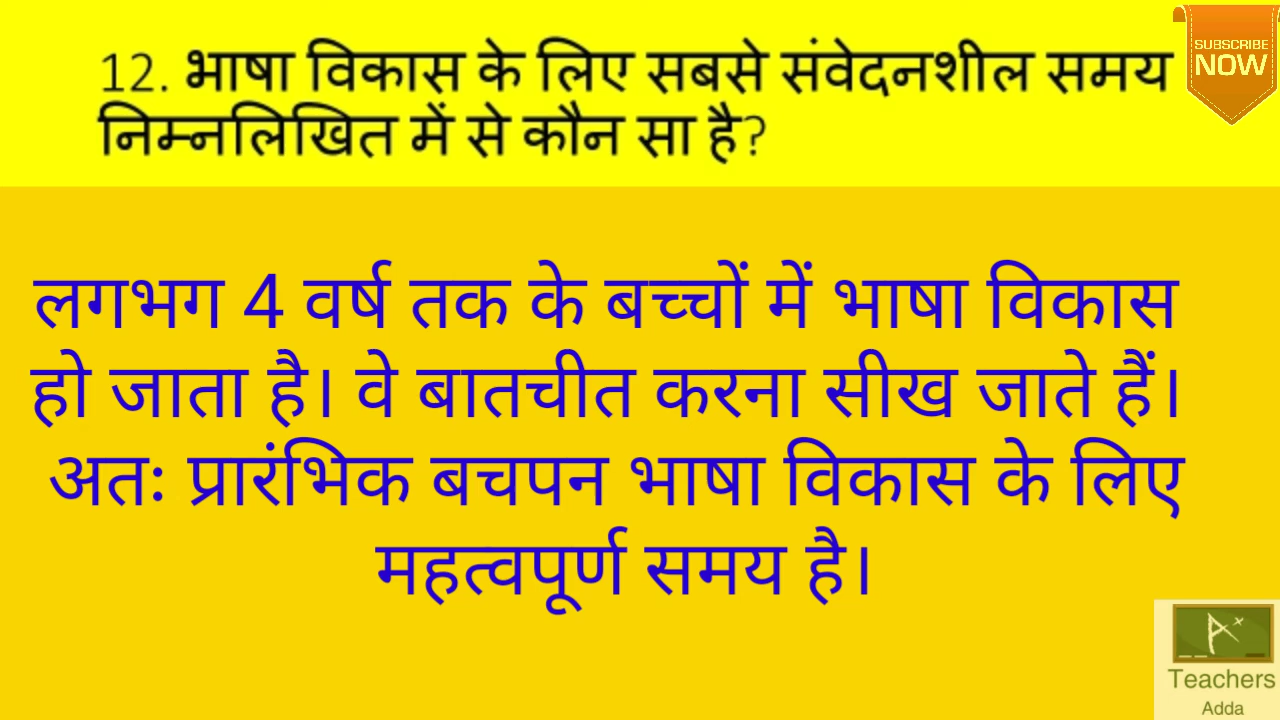 12. भाषा विकास के लिए सबसे संवेदनशील समय
निम्नलिखित में से कौन सा है?
SUBSCRIBE
NOW
लगभग 4 वर्ष तक के बच्चों में भाषा विकास
हो जाता है। वे बातचीत करना सीख जाते हैं।
अतः प्रारंभिक बचपन भाषा विकास के लिए
महत्वपूर्ण समय है।
A+
Teachers
Adda